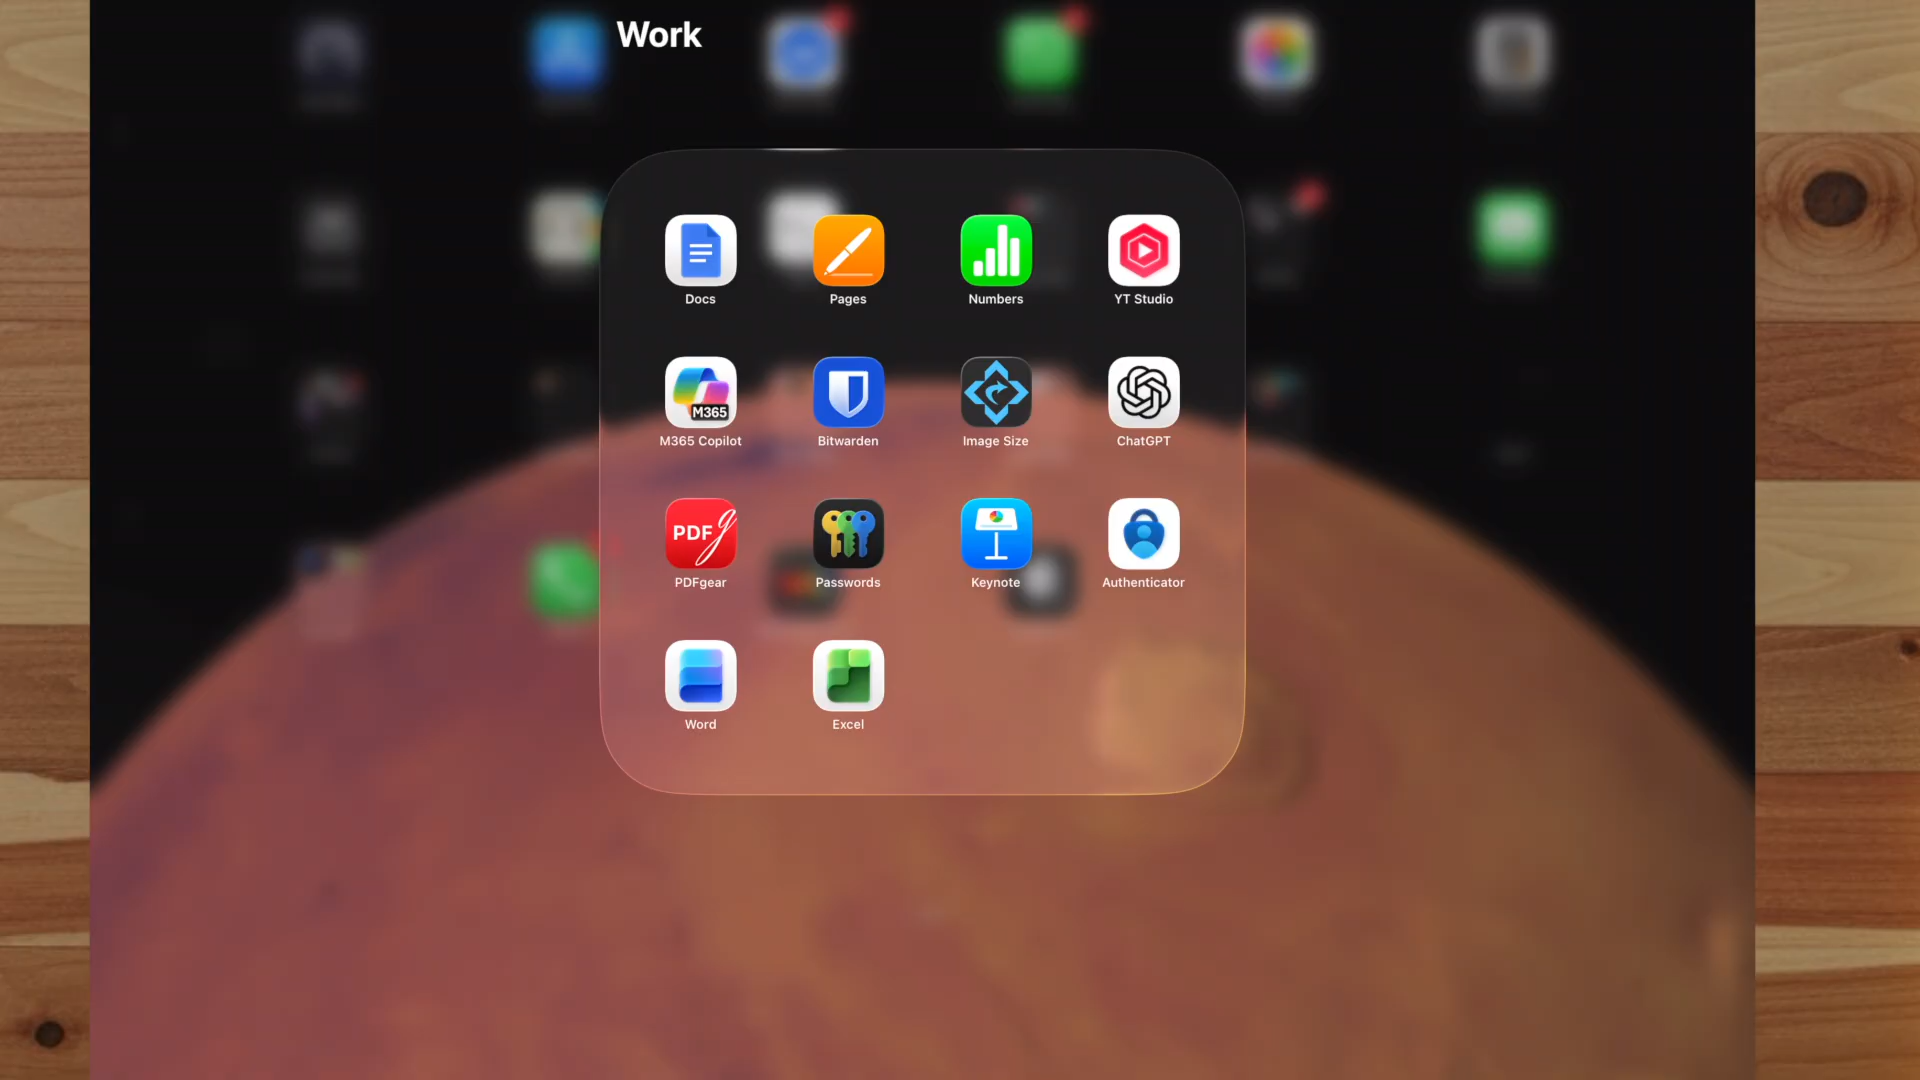 Work
Docs
Pages
Numbers
YT Studio
M365
M365 Copilot
Bitwarden
Image Size
ChatGPT
PDFg
PDFgear
Passwords
Keynote
Authenticator
Word
Excel